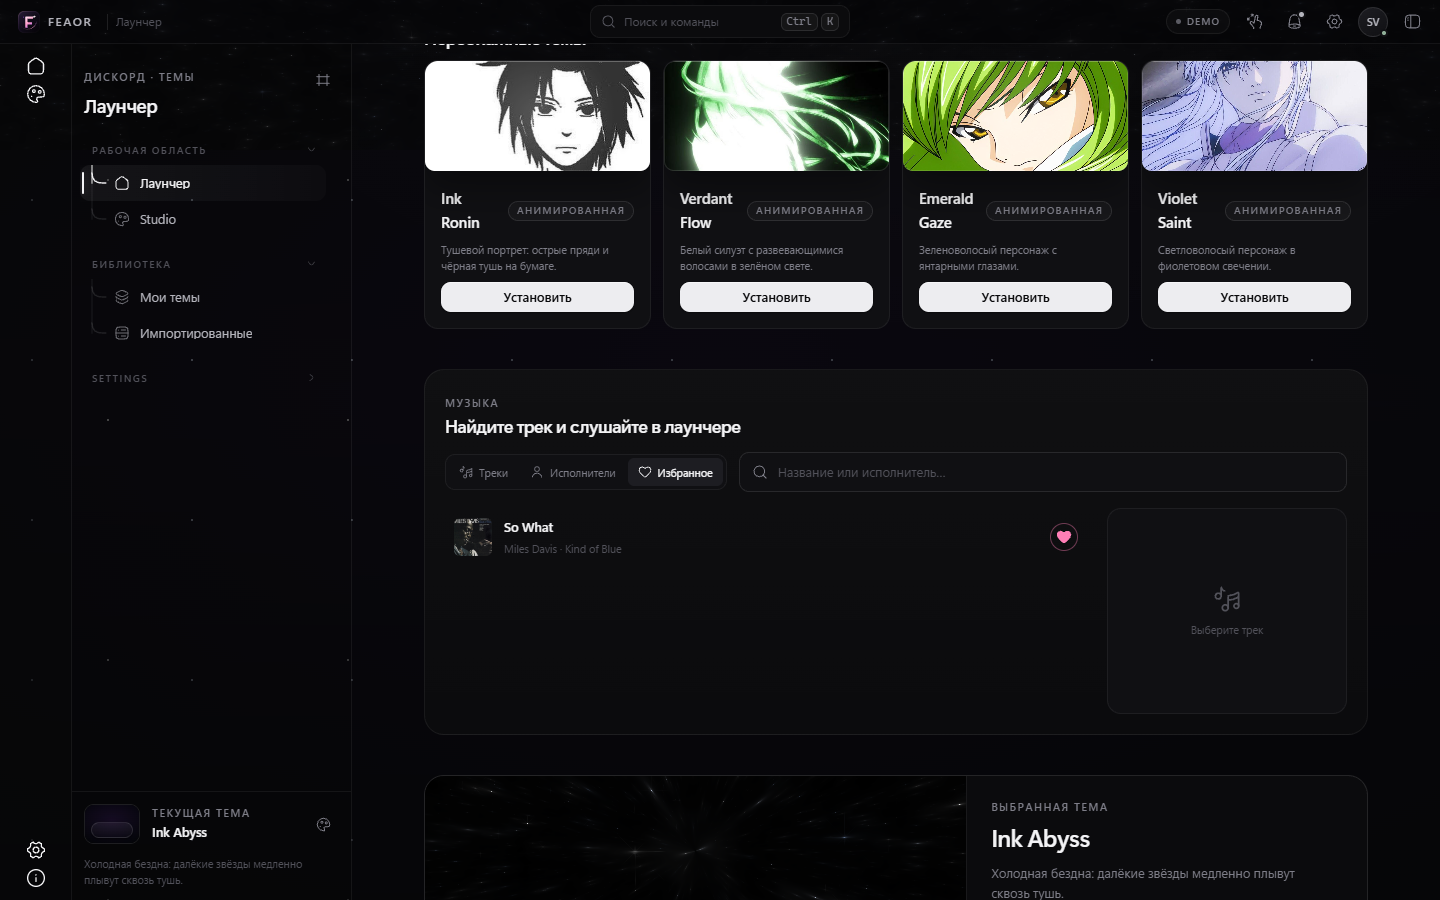 FEAOR
Лаунчер
Поиск и команды
Ctrl K
DEMO
SV
ДИСКОРД · ТЕМЫ
Лаунчер
РАБОЧАЯ ОБЛАСТЬ
Лаунчер
Studio
БИБЛИОТЕКА
Мои темы
Импортированные
SETTINGS
ТЕКУЩАЯ ТЕМА
Ink Abyss
Холодная бездна: далёкие звёзды медленно
плывут сквозь тушь.
Ink
Ronin
АНИМИРОВАННАЯ
Тушевой портрет: острые пряди и
чёрная тушь на бумаге.
Установить
Verdant
Flow
АНИМИРОВАННАЯ
Белый силуэт с развевающимися
волосами в зелёном свете.
Установить
Emerald
Gaze
АНИМИРОВАННАЯ
Зеленоволосый персонаж с
янтарными глазами.
Установить
Violet
Saint
АНИМИРОВАННАЯ
Светловолосый персонаж в
фиолетовом свечении.
Установить
МУЗЫКА
Найдите трек и слушайте в лаунчере
Треки
Исполнители
Избранное
Название или исполнитель...
So What
Miles Davis · Kind of Blue
Выберите трек
ВЫБРАННАЯ ТЕМА
Ink Abyss
Холодная бездна: далёкие звёзды медленно плывут
сквозь тушь.